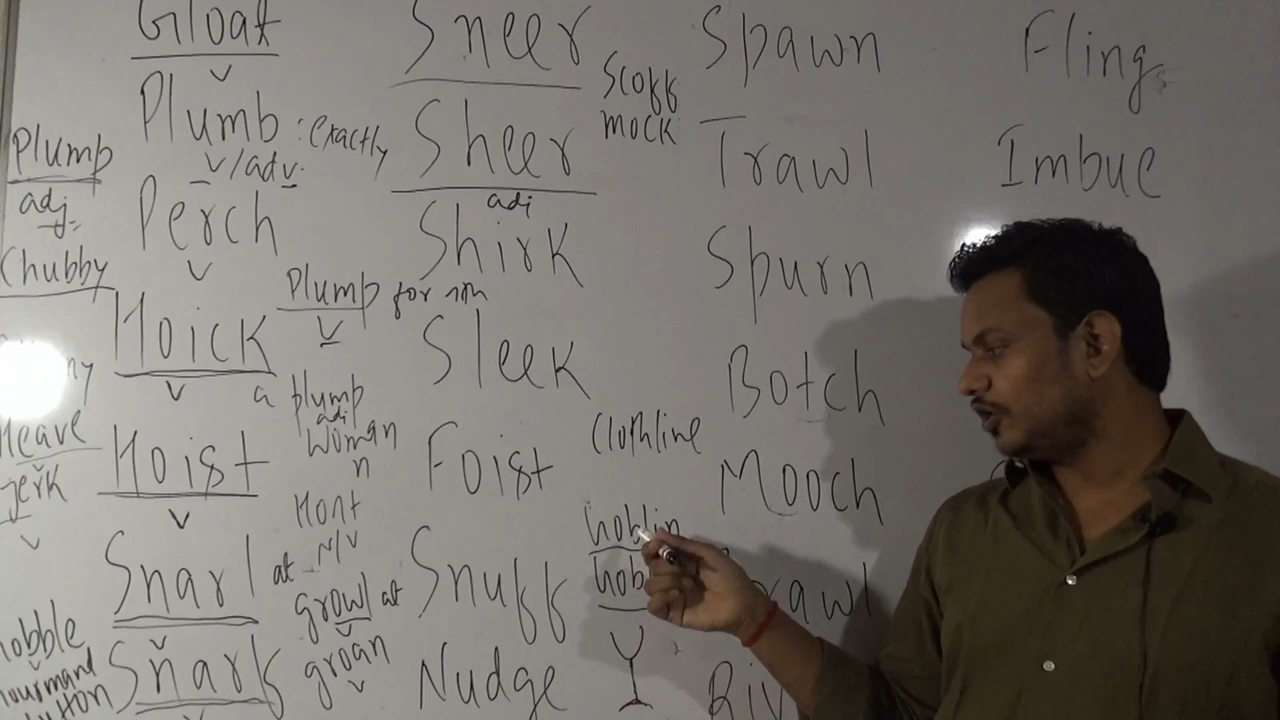 Gloat
v
Plumb : exactly
v/adv.
Plump
adj
Chubby
Perch
v
Hoick
v
Plump for
v
a plump
adj
woman
n
Heave
jerk
v
Hoist
v
Snarl at
growl at
v
groan
v
N/V
hobble
Snark
Sneer
Scoff
mock
Sheer
adj
Shirk
Sleek
Foist
Clothline
Snuff
Nudge
Spawn
Trawl
Spurn
Botch
Mooch
Fling
Imbue